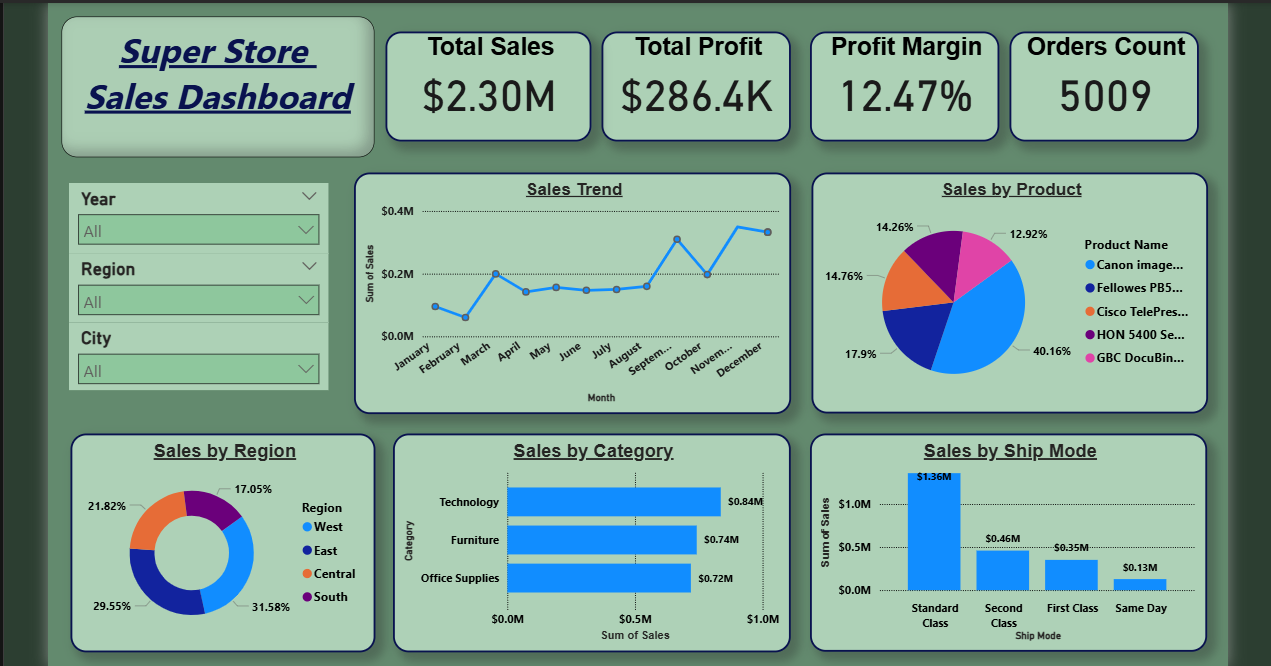 Super Store
Sales Dashboard
Total Sales
$2.30M
Total Profit
$286.4K
Profit Margin
12.47%
Orders Count
5009
Year
All
Region
All
City
All
Sales Trend
$0.4M
$0.2M
$0.0M
Sum of Sales
January
February
March
April
May
June
July
August
Septem...
October
Novem...
December
Month
Sales by Product
14.26%
12.92%
14.76%
17.9%
40.16%
Product Name
Canon image...
Fellowes PB5...
Cisco TelePres...
HON 5400 Se...
GBC DocuBin...
Sales by Region
17.05%
21.82%
29.55%
31.58%
Region
West
East
Central
South
Sales by Category
Category
Technology
$0.84M
Furniture
$0.74M
Office Supplies
$0.72M
$0.0M
$0.5M
$1.0M
Sum of Sales
Sales by Ship Mode
Sum of Sales
$1.0M
$0.5M
$0.0M
$1.36M
$0.46M
$0.35M
$0.13M
Standard
Class
Second
Class
First Class
Same Day
Ship Mode